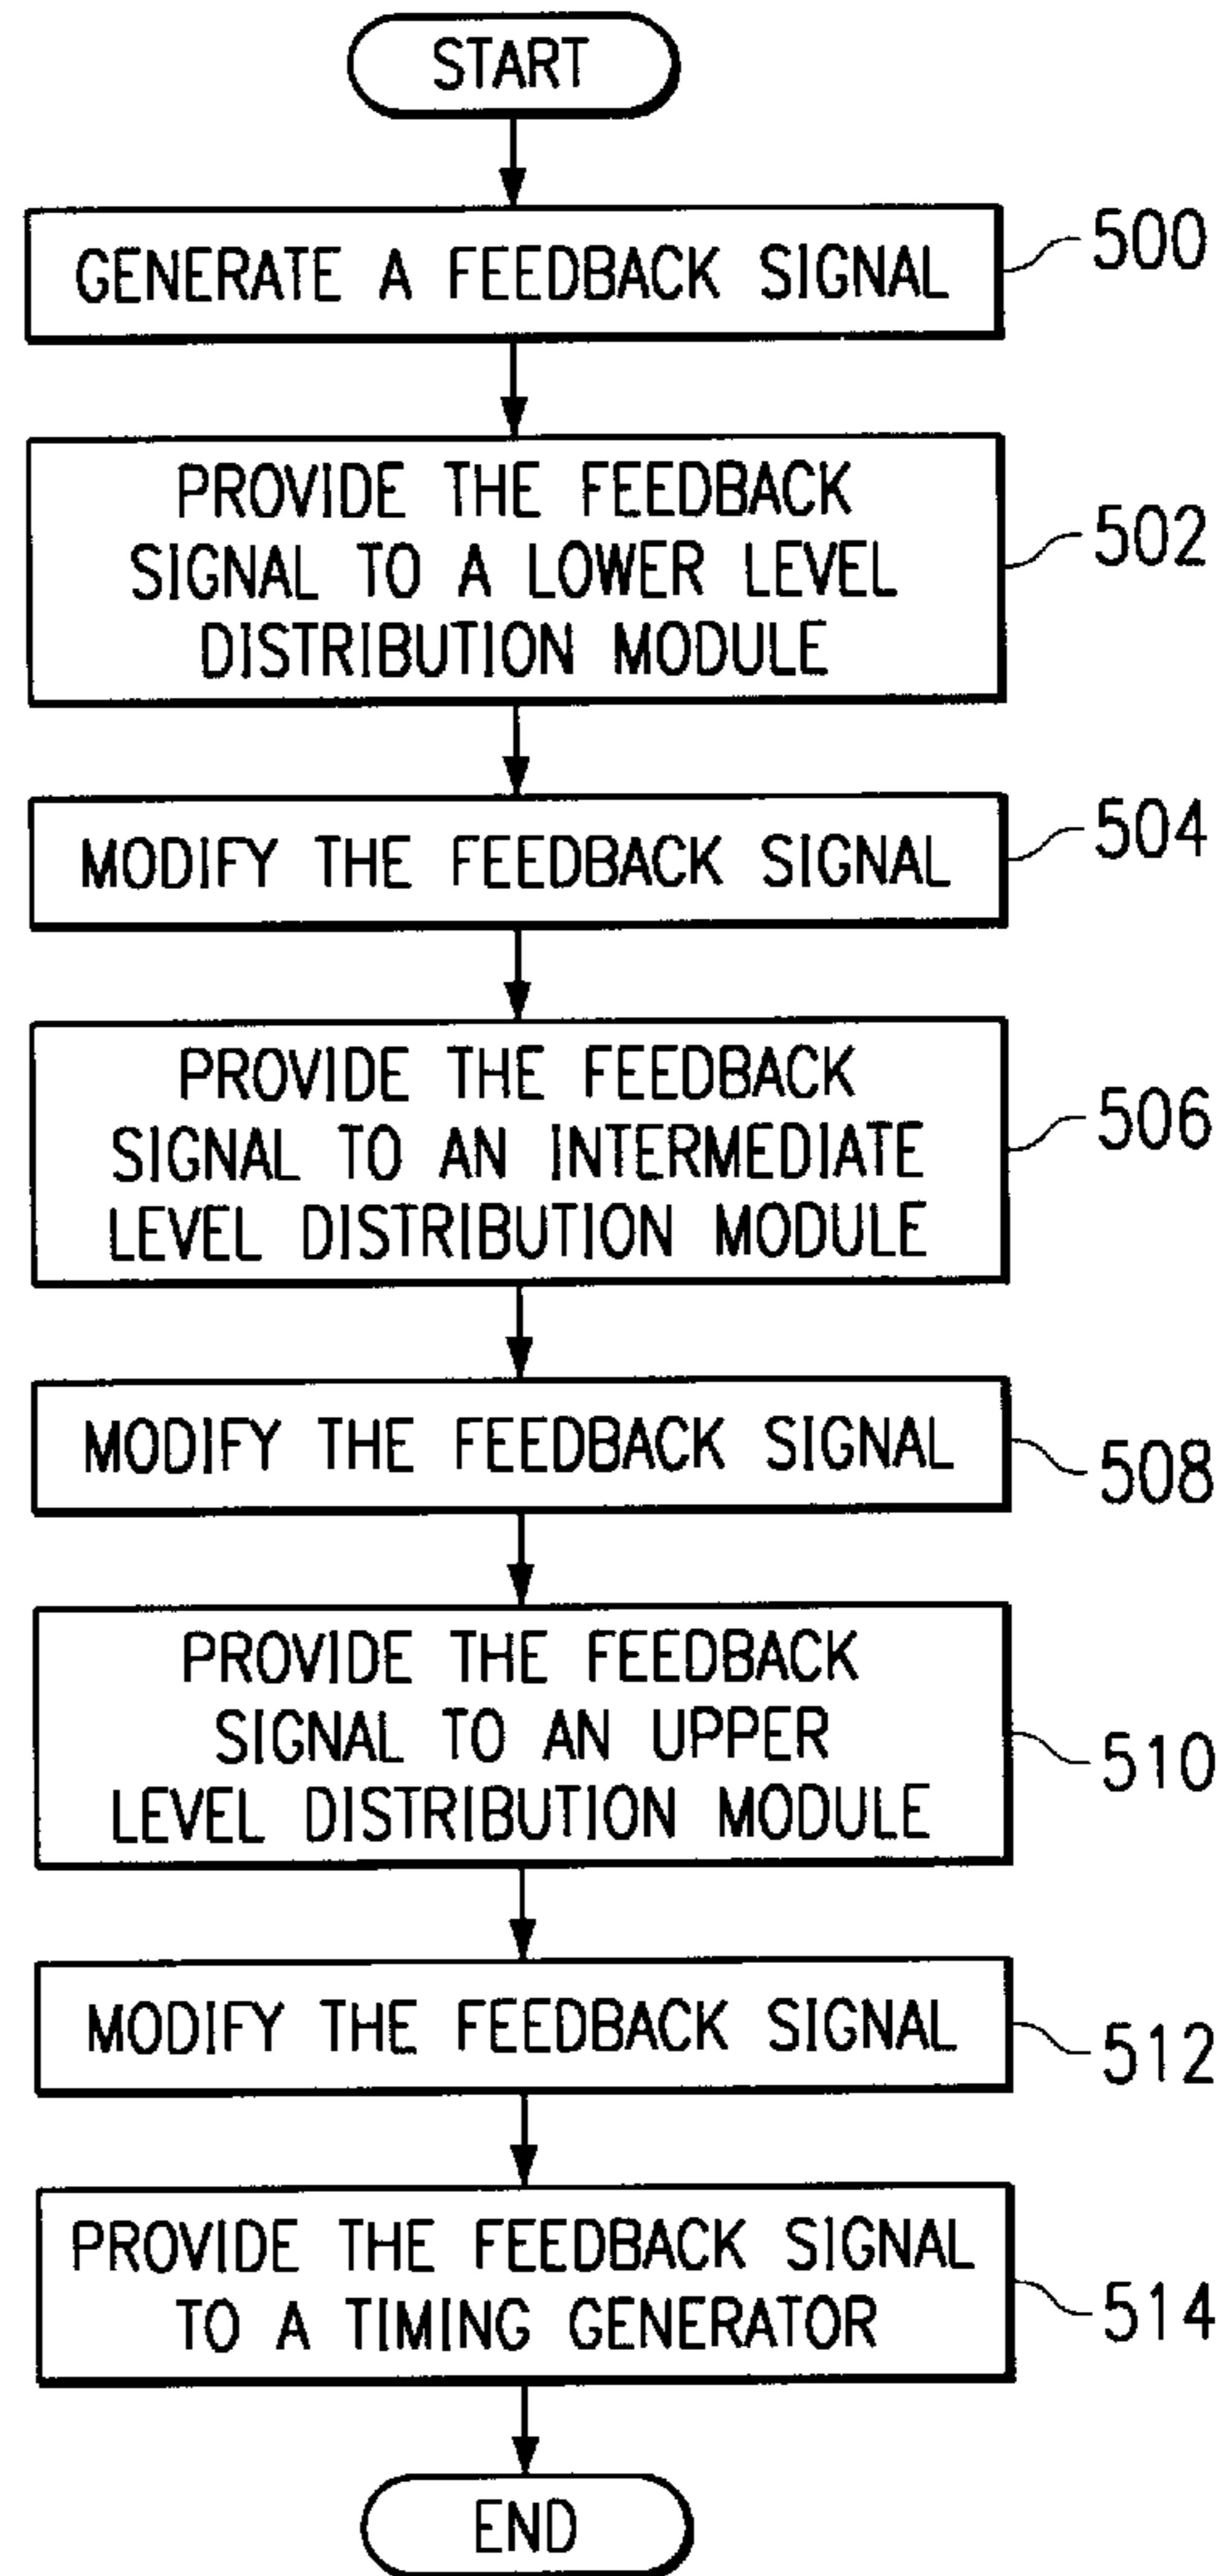 START
GENERATE A FEEDBACK SIGNAL
500
PROVIDE THE FEEDBACK
SIGNAL TO A LOWER LEVEL
DISTRIBUTION MODULE
502
MODIFY THE FEEDBACK SIGNAL
504
PROVIDE THE FEEDBACK
SIGNAL TO AN INTERMEDIATE
LEVEL DISTRIBUTION MODULE
506
MODIFY THE FEEDBACK SIGNAL
508
PROVIDE THE FEEDBACK
SIGNAL TO AN UPPER
LEVEL DISTRIBUTION MODULE
510
MODIFY THE FEEDBACK SIGNAL
512
PROVIDE THE FEEDBACK SIGNAL
TO A TIMING GENERATOR
514
END